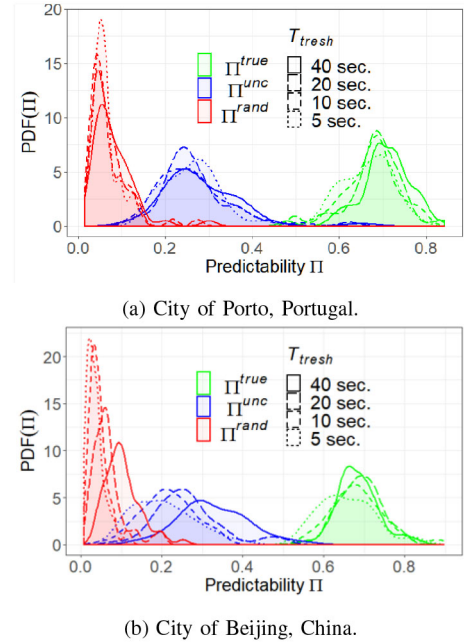 20
15
10
5
0
PDF(Π)
Π^true
Π^unc
Π^rand
T_tresh
40 sec.
20 sec.
10 sec.
5 sec.
0.0 0.2 0.4 0.6 0.8
Predictability Π
(a) City of Porto, Portugal.
20
15
10
5
0
PDF(Π)
Π^true
Π^unc
Π^rand
T_tresh
40 sec.
20 sec.
10 sec.
5 sec.
0.0 0.2 0.4 0.6 0.8
Predictability Π
(b) City of Beijing, China.